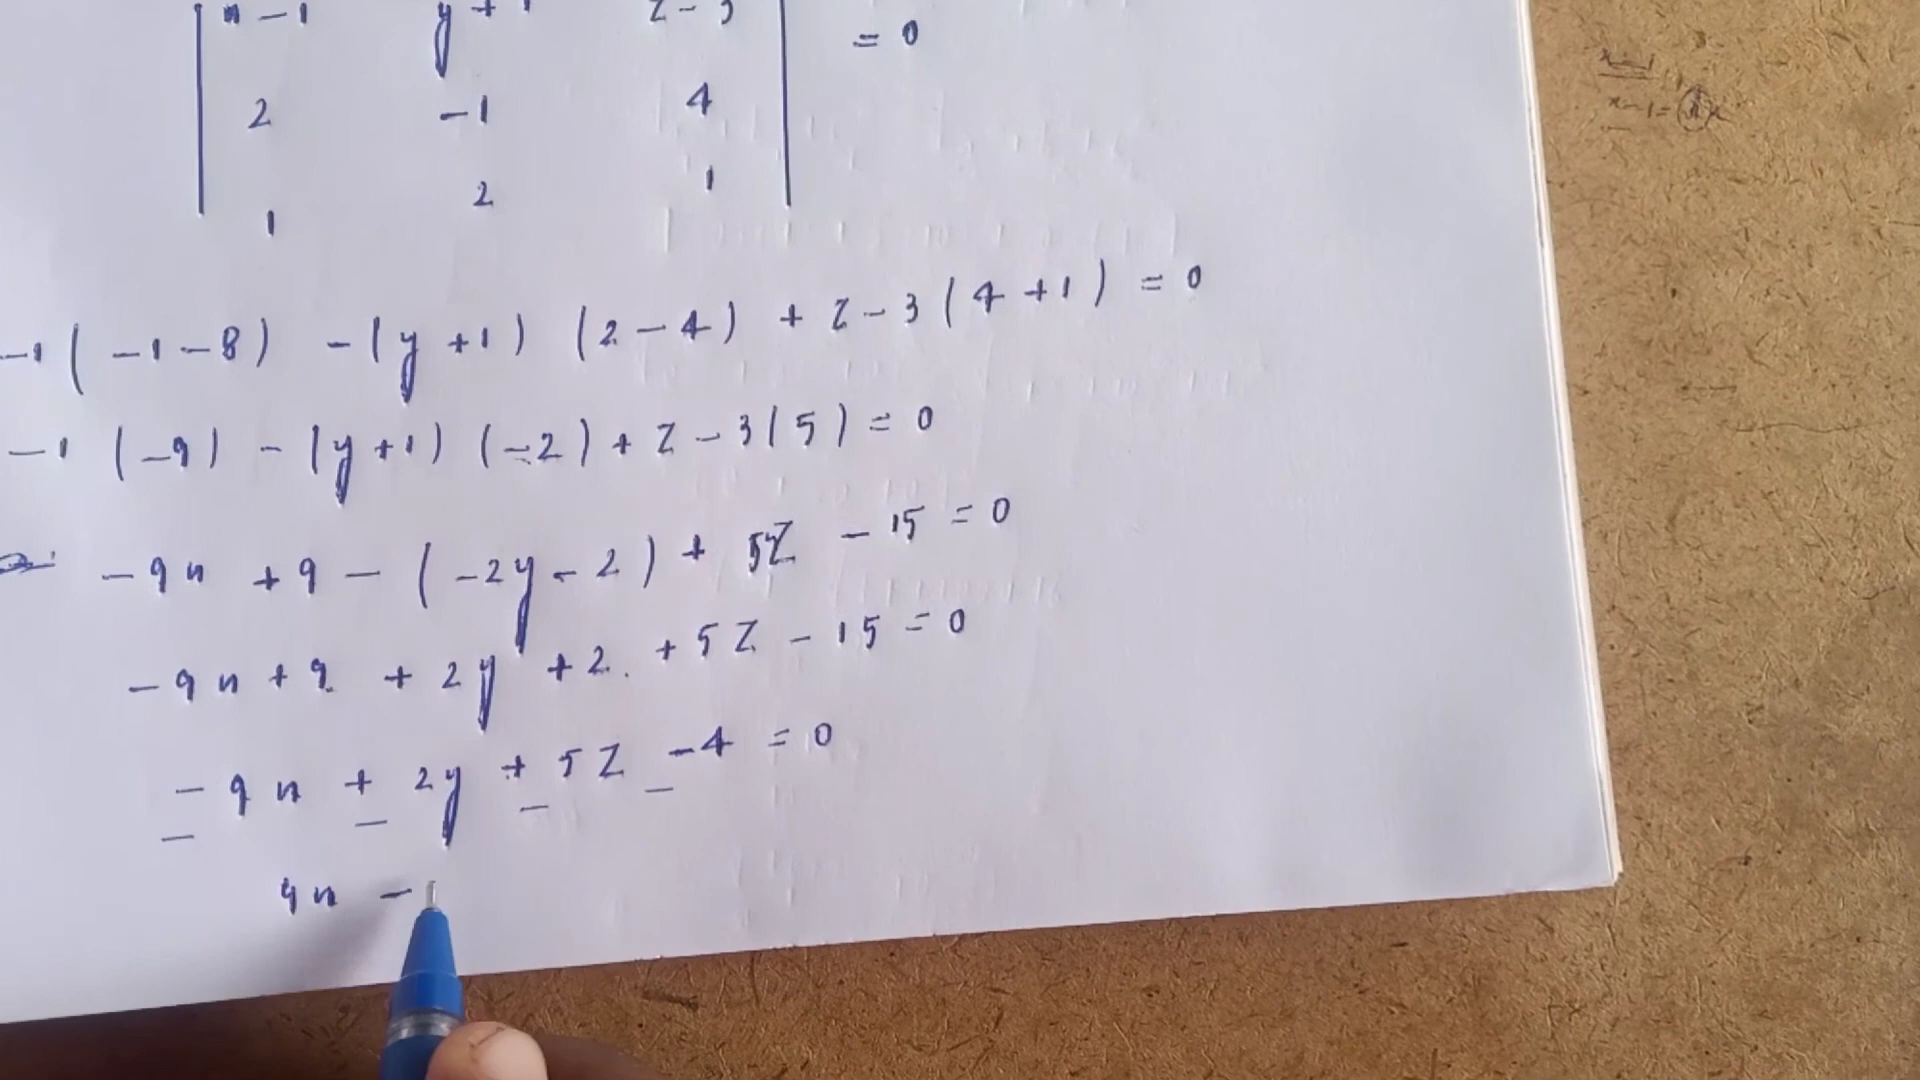 x - 1 y + 1 z - 3 = 0
2 -1 4
1 2 1
-1 ( -1 - 8 ) - ( y + 1 ) ( 2 - 4 ) + z - 3 ( 4 + 1 ) = 0
-1 ( -9 ) - ( y + 1 ) ( -2 ) + z - 3 ( 5 ) = 0
-9x + 9 - ( -2y - 2 ) + 5z - 15 = 0
-9x + 9 + 2y + 2 + 5z - 15 = 0
-9x + 2y + 5z - 4 = 0
9x -